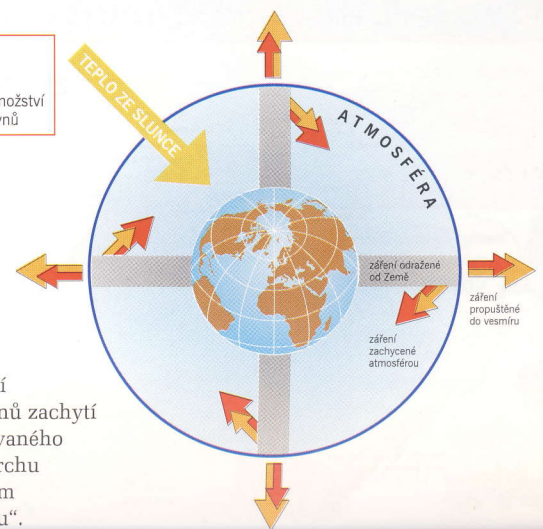 nožství
ynů
TEPLO ZE SLUNCE
ATMOSFÉRA
záření odražené
od Země
záření
propuštěné
do vesmíru
záření
zachycené
atmosférou
í
nů zachytí
vaného
rchu
m
u“.